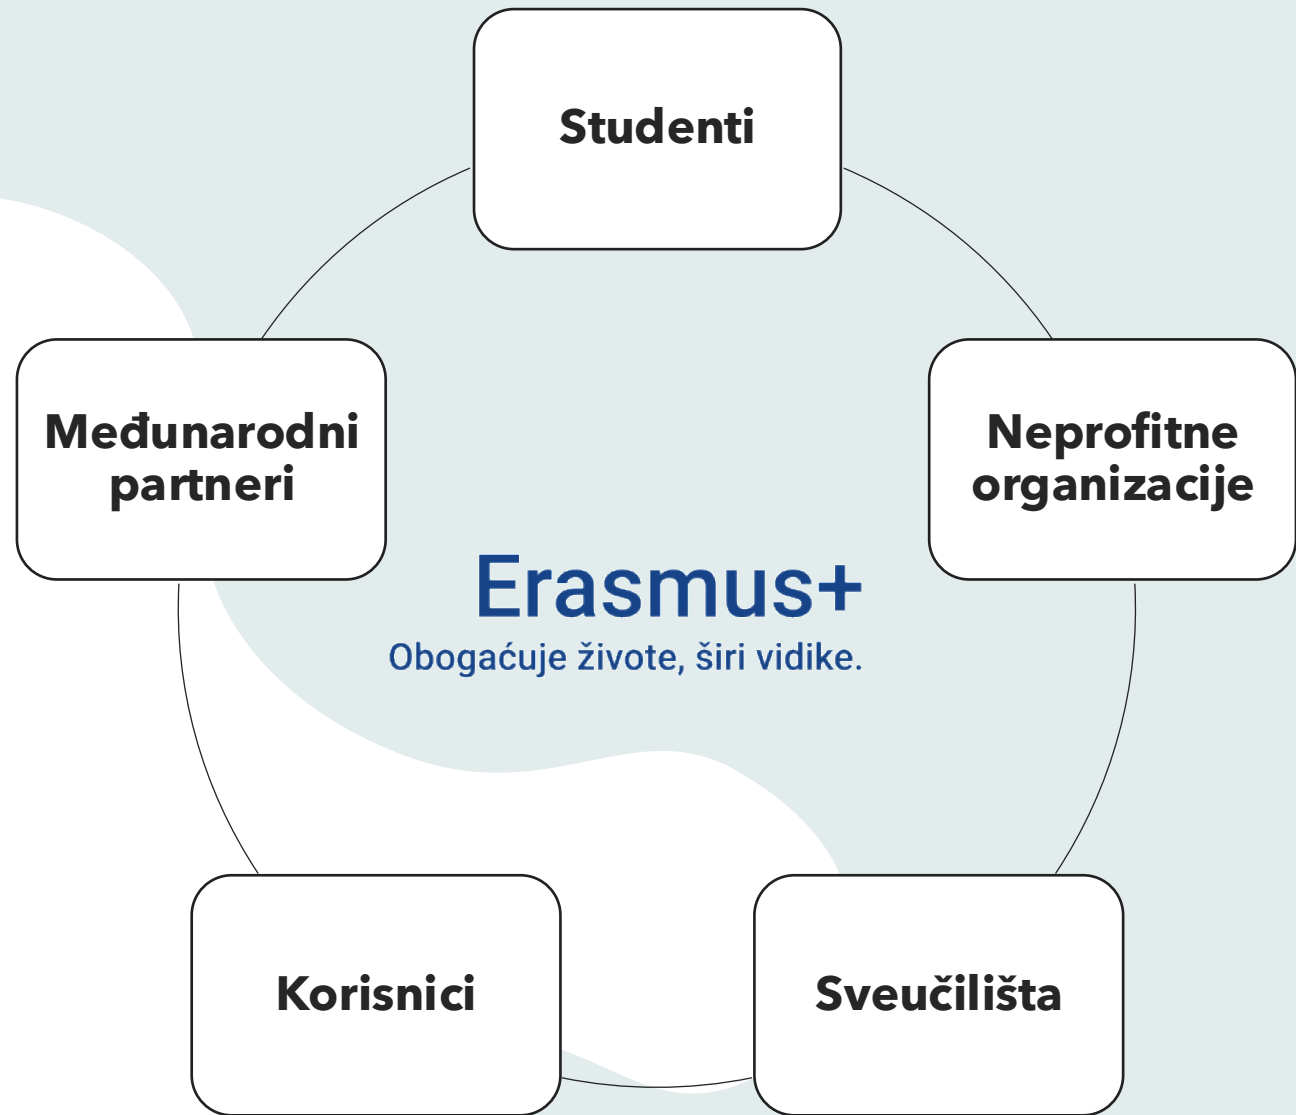 Studenti
Međunarodni
partneri
Neprofitne
organizacije
Erasmus+
Obogaćuje živote, širi vidike.
Korisnici
Sveučilišta